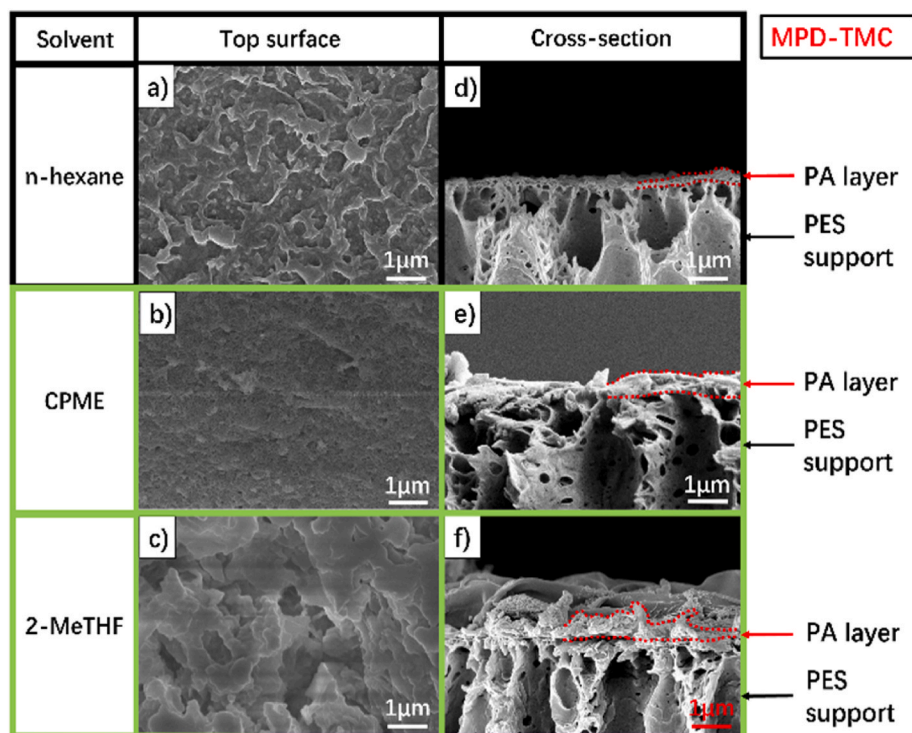 Solvent Top surface Cross-section MPD-TMC
n-hexane
a)
1μm
d)
1μm
PA layer
PES
support
CPME
b)
1μm
e)
1μm
PA layer
PES
support
2-MeTHF
c)
1μm
f)
1μm
PA layer
PES
support